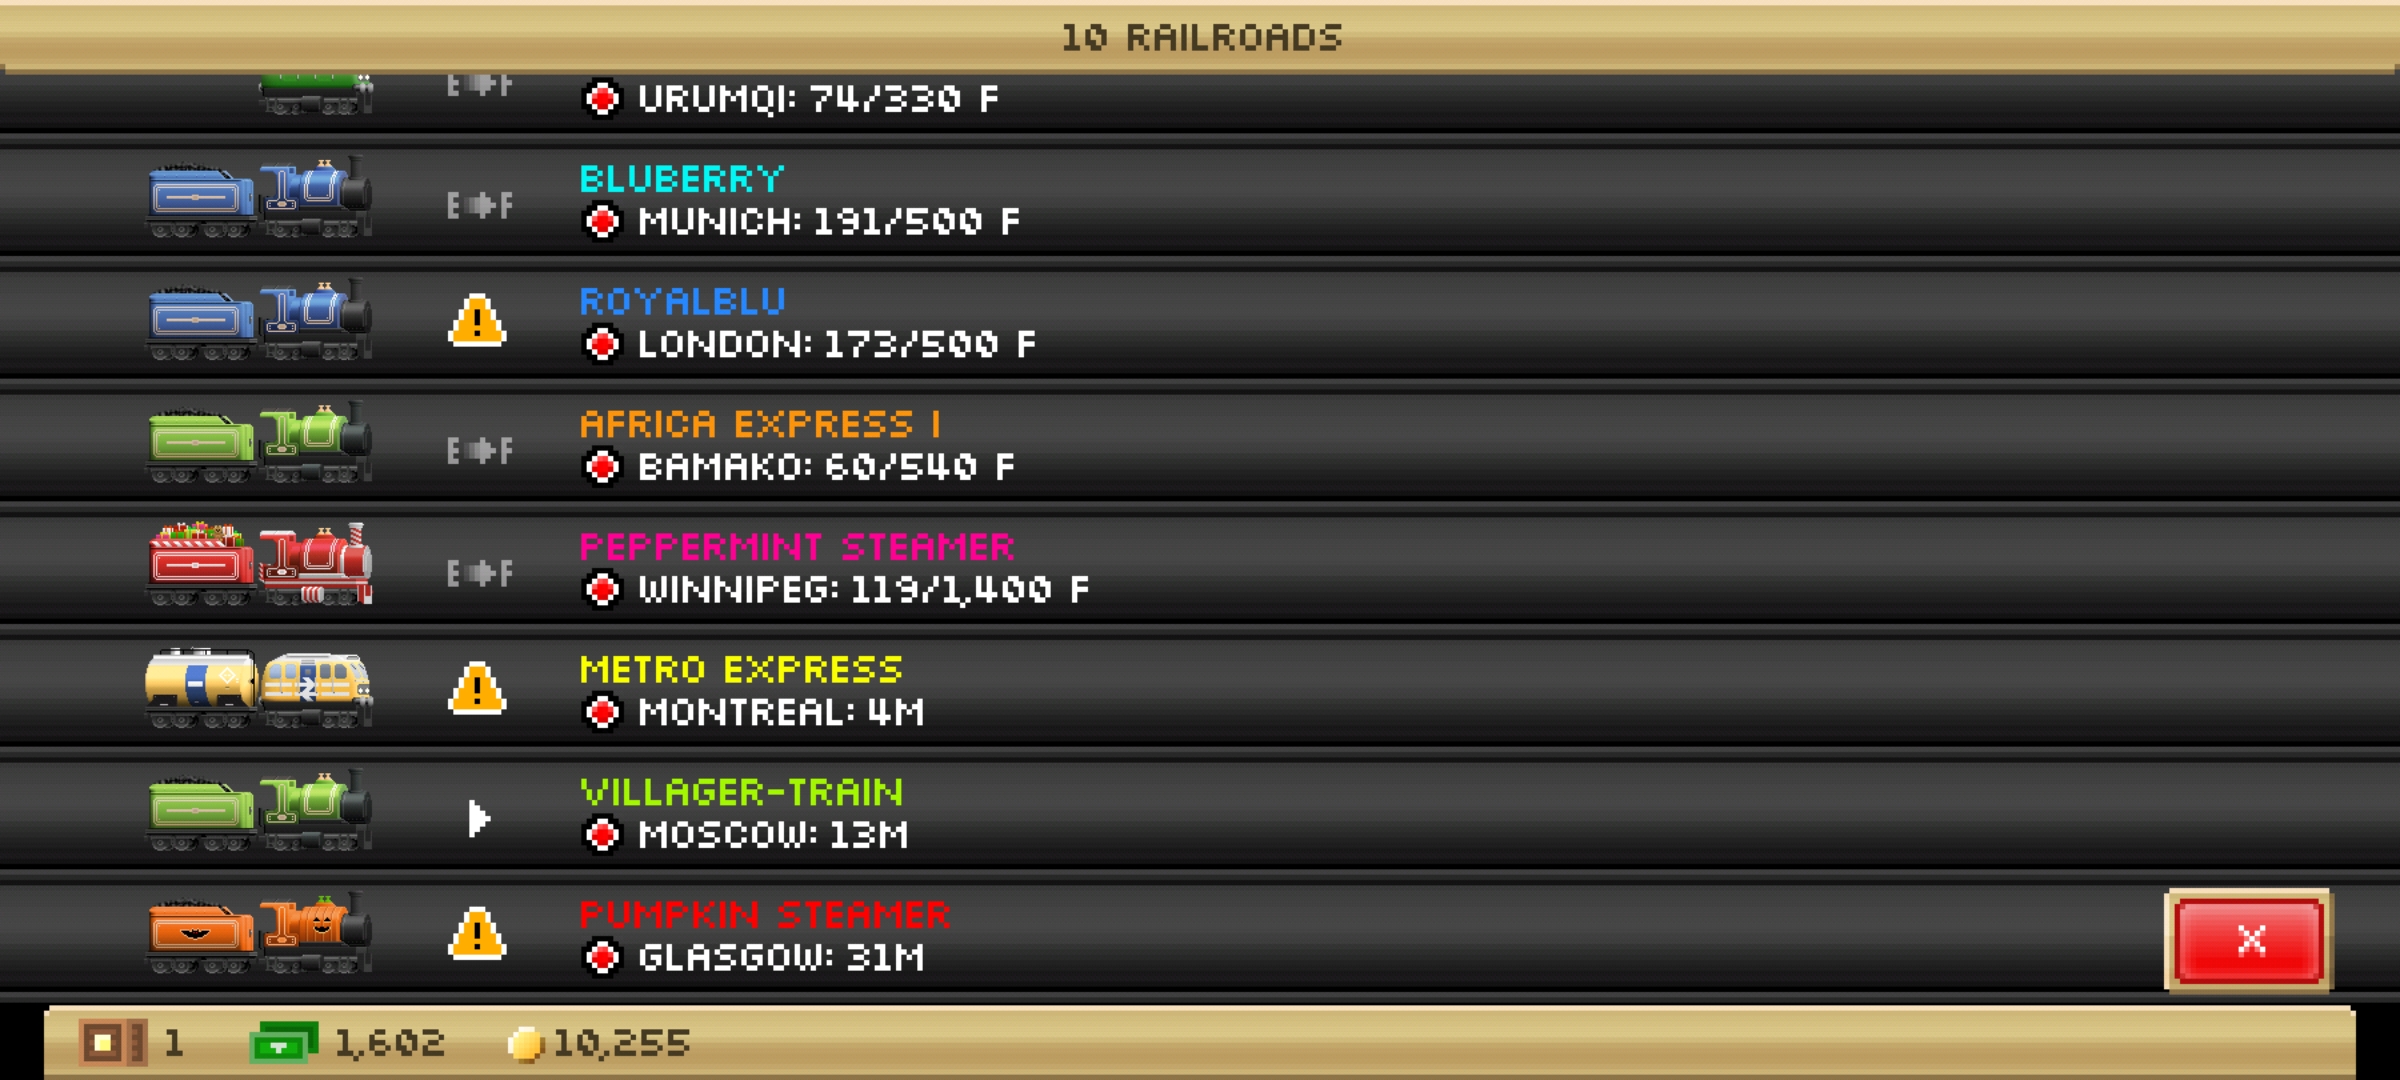 10 RAILROADS
E F
URUMQI: 74/330 F
BLUBERRY
E F
MUNICH: 191/500 F
ROYALBLU
!
LONDON: 173/500 F
AFRICA EXPRESS I
E F
BAMAKO: 60/540 F
PEPPERMINT STEAMER
E F
WINNIPEG: 119/1,400 F
METRO EXPRESS
!
MONTREAL: 4M
VILLAGER-TRAIN
MOSCOW: 13M
PUMPKIN STEAMER
!
GLASGOW: 31M
X
1 1,602 10,255